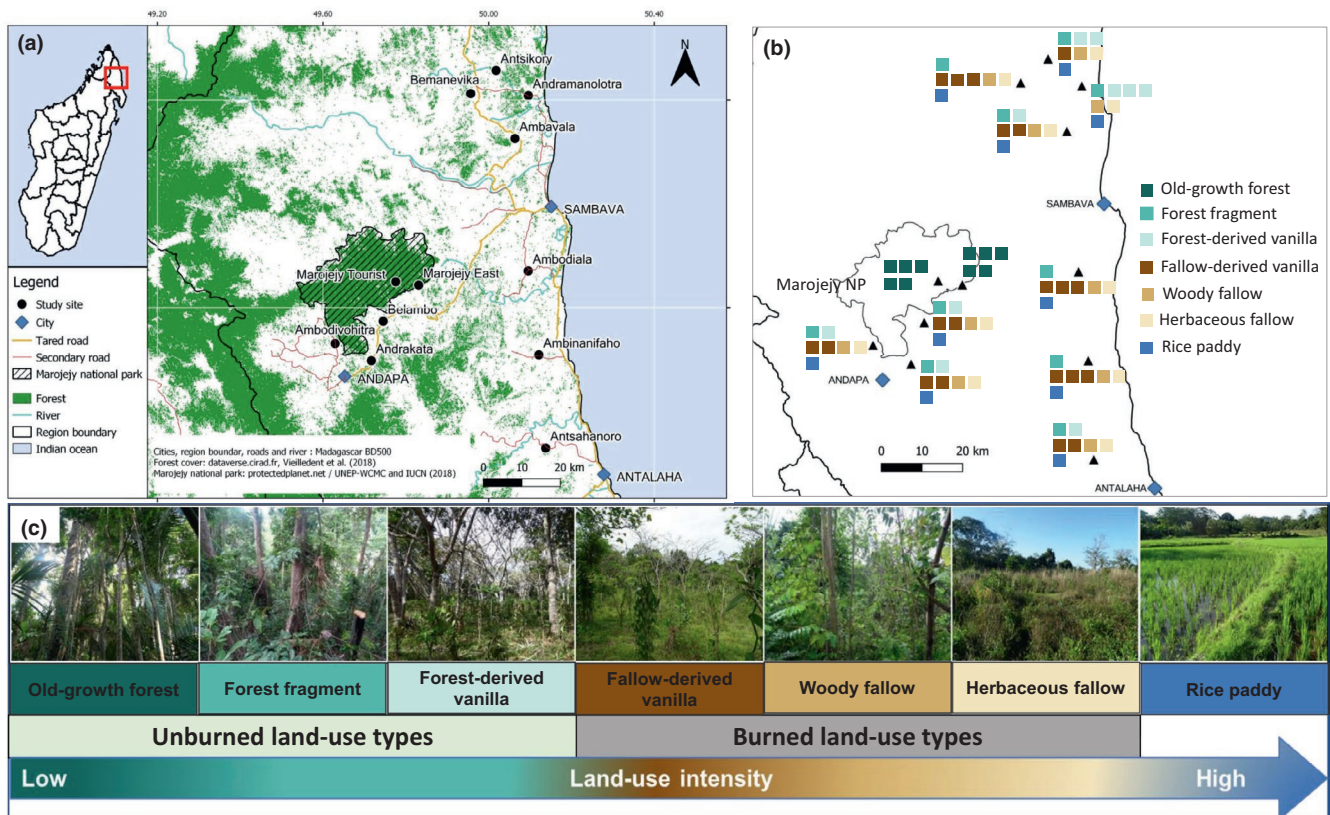 49.20
49.60
50.00
50.40
(a)
N
Antsikory
Bemanevika
Andramanolotra
Ambavala
SAMBAVA
Ambodiala
Marojejy Tourist
Marojejy East
Belambo
Ambodivohitra
Andrakata
Ambinanifaho
ANDAPA
Antsahanoro
ANTALAHA
Legend
Study site
City
Tared road
Secondary road
Marojejy national park
Forest
River
Region boundary
Indian ocean
Cities, region boundar, roads and river : Madagascar BD500
Forest cover: dataverse.cirad.fr, Vieilledent et al. (2018)
Marojejy national park: protectedplanet.net / UNEP-WCMC and IUCN (2018)
0 10 20 km
(b)
SAMBAVA
Marojejy NP
ANDAPA
ANTALAHA
0 10 20 km
Old-growth forest
Forest fragment
Forest-derived vanilla
Fallow-derived vanilla
Woody fallow
Herbaceous fallow
Rice paddy
(c)
Old-growth forest
Forest fragment
Forest-derived
vanilla
Fallow-derived
vanilla
Woody fallow
Herbaceous fallow
Rice paddy
Unburned land-use types
Burned land-use types
Low
Land-use intensity
High